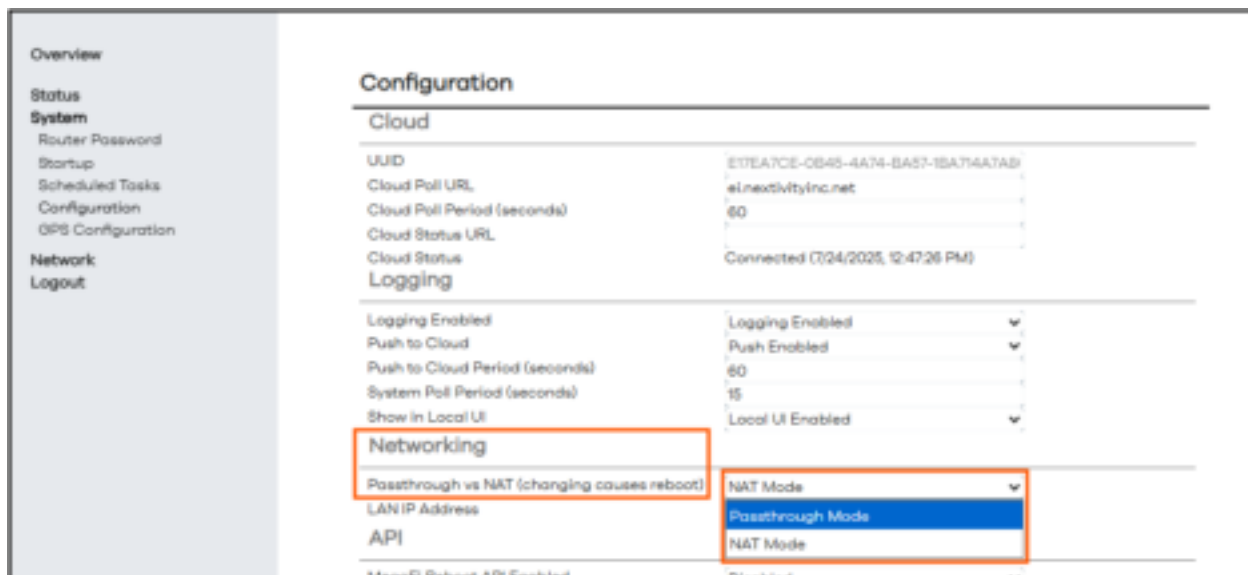 Overview
Status
System
Router Password
Startup
Scheduled Tasks
Configuration
GPS Configuration
Network
Logout
Configuration
Cloud
UUID
Cloud Poll URL ei.nextivityinc.net
Cloud Poll Period (seconds) 60
Cloud Status URL
Cloud Status Connected (7/24/2025, 12:47:26 PM)
Logging
Logging Enabled Logging Enabled
Push to Cloud Push Enabled
Push to Cloud Period (seconds) 60
System Poll Period (seconds) 15
Show in Local UI Local UI Enabled
Networking
Passthrough vs NAT (changing causes reboot) NAT Mode
LAN IP Address Passthrough Mode
API NAT Mode
Reboot API Enabled